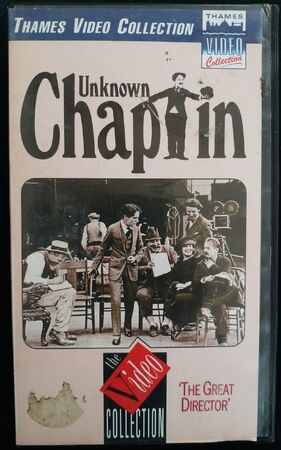 THAMES VIDEO COLLECTION
THAMES
VIDEO
Collection
Unknown
Chaplin
the
Video
COLLECTION
'THE GREAT
DIRECTOR'